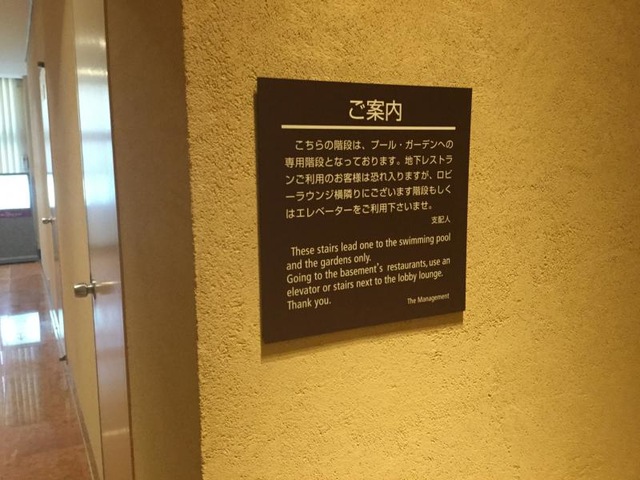 ご案内
こちらの階段は、プール・ガーデンへの
専用階段となっております。地下レストラ
ンご利用のお客様は恐れ入りますが、ロビ
ーラウンジ横隣りにございます階段もしく
はエレベーターをご利用下さいませ。
支配人
These stairs lead one to the swimming pool
and the gardens only.
Going to the basement's restaurants, use an
elevator or stairs next to the lobby lounge.
Thank you.
The Management